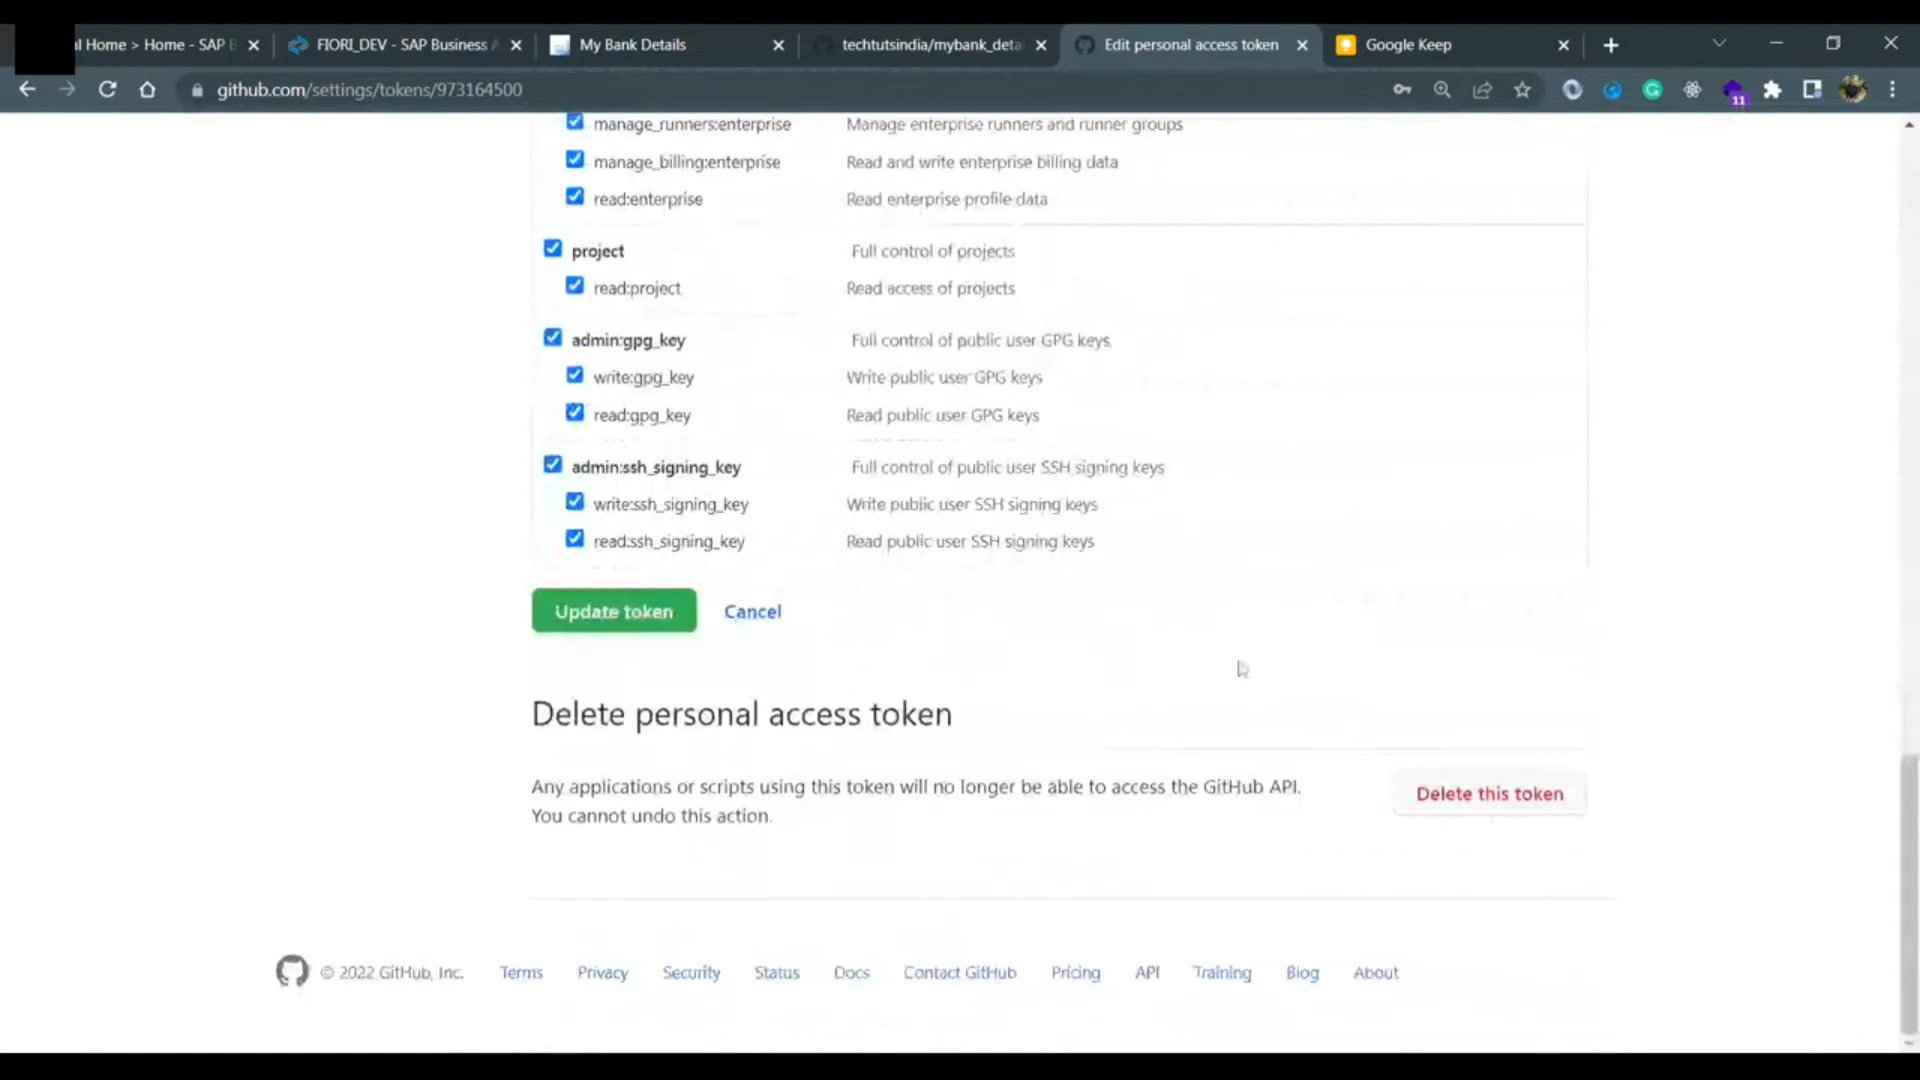 l Home > Home - SAP B
FIORI_DEV - SAP Business A
My Bank Details
techtutsindia/mybank_deta
Edit personal access token
Google Keep
github.com/settings/tokens/973164500
11
manage_runners:enterprise Manage enterprise runners and runner groups
manage_billing:enterprise Read and write enterprise billing data
read:enterprise Read enterprise profile data
project Full control of projects
read:project Read access of projects
admin:gpg_key Full control of public user GPG keys
write:gpg_key Write public user GPG keys
read:gpg_key Read public user GPG keys
admin:ssh_signing_key Full control of public user SSH signing keys
write:ssh_signing_key Write public user SSH signing keys
read:ssh_signing_key Read public user SSH signing keys
Update token Cancel
Delete personal access token
Any applications or scripts using this token will no longer be able to access the GitHub API.
You cannot undo this action.
Delete this token
© 2022 GitHub, Inc. Terms Privacy Security Status Docs Contact GitHub Pricing API Training Blog About